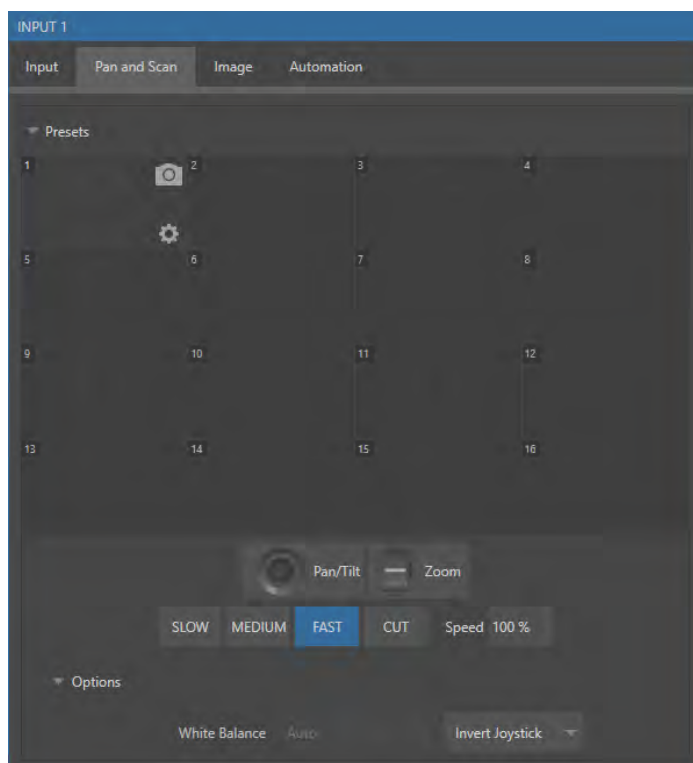 INPUT 1
Input Pan and Scan Image Automation
Presets
1 2 3 4
5 6 7 8
9 10 11 12
13 14 15 16
Pan/Tilt Zoom
SLOW MEDIUM FAST CUT Speed 100 %
Options
White Balance Auto Invert Joystick